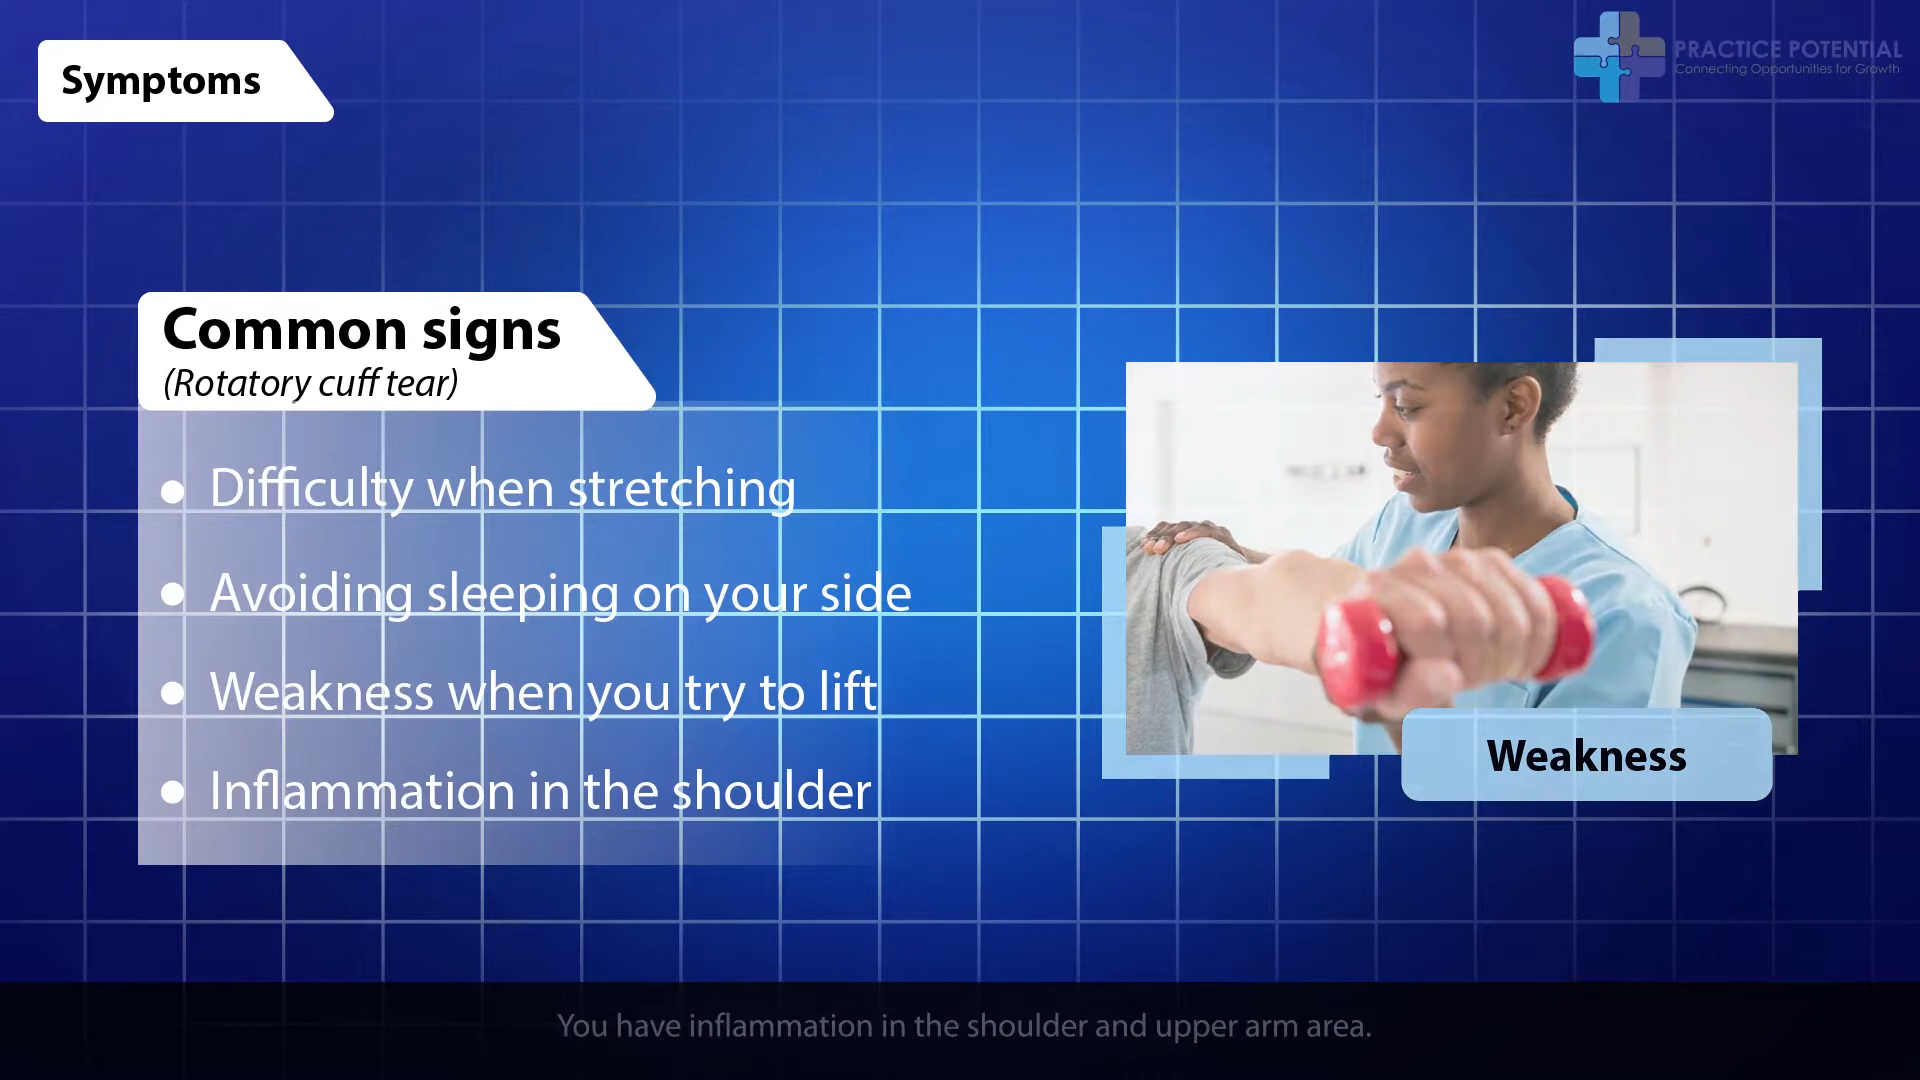 Symptoms
PRACTICE POTENTIAL
Connecting Opportunities for Growth
Common signs
(Rotatory cuff tear)
● Difficulty when stretching
● Avoiding sleeping on your side
● Weakness when you try to lift
● Inflammation in the shoulder
Weakness
You have inflammation in the shoulder and upper arm area.